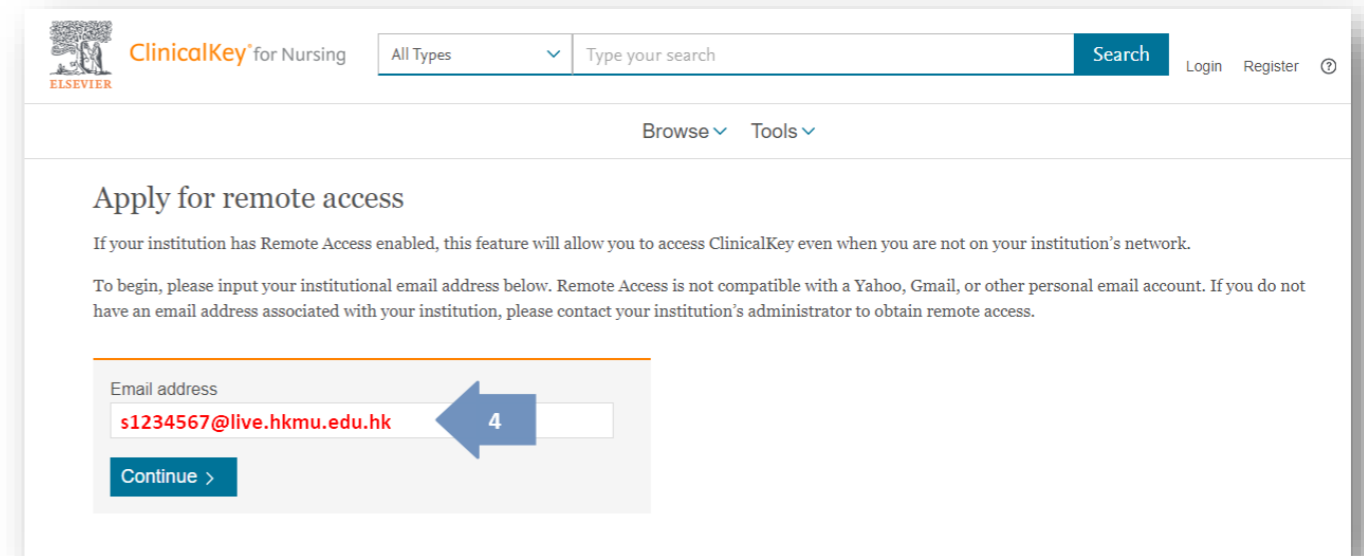 ELSEVIER
ClinicalKey® for Nursing
All Types
Type your search
Search
Login
Register
?
Browse
Tools
Apply for remote access
If your institution has Remote Access enabled, this feature will allow you to access ClinicalKey even when you are not on your institution’s network.
To begin, please input your institutional email address below. Remote Access is not compatible with a Yahoo, Gmail, or other personal email account. If you do not
have an email address associated with your institution, please contact your institution’s administrator to obtain remote access.
Email address
s1234567@live.hkmu.edu.hk
4
Continue >